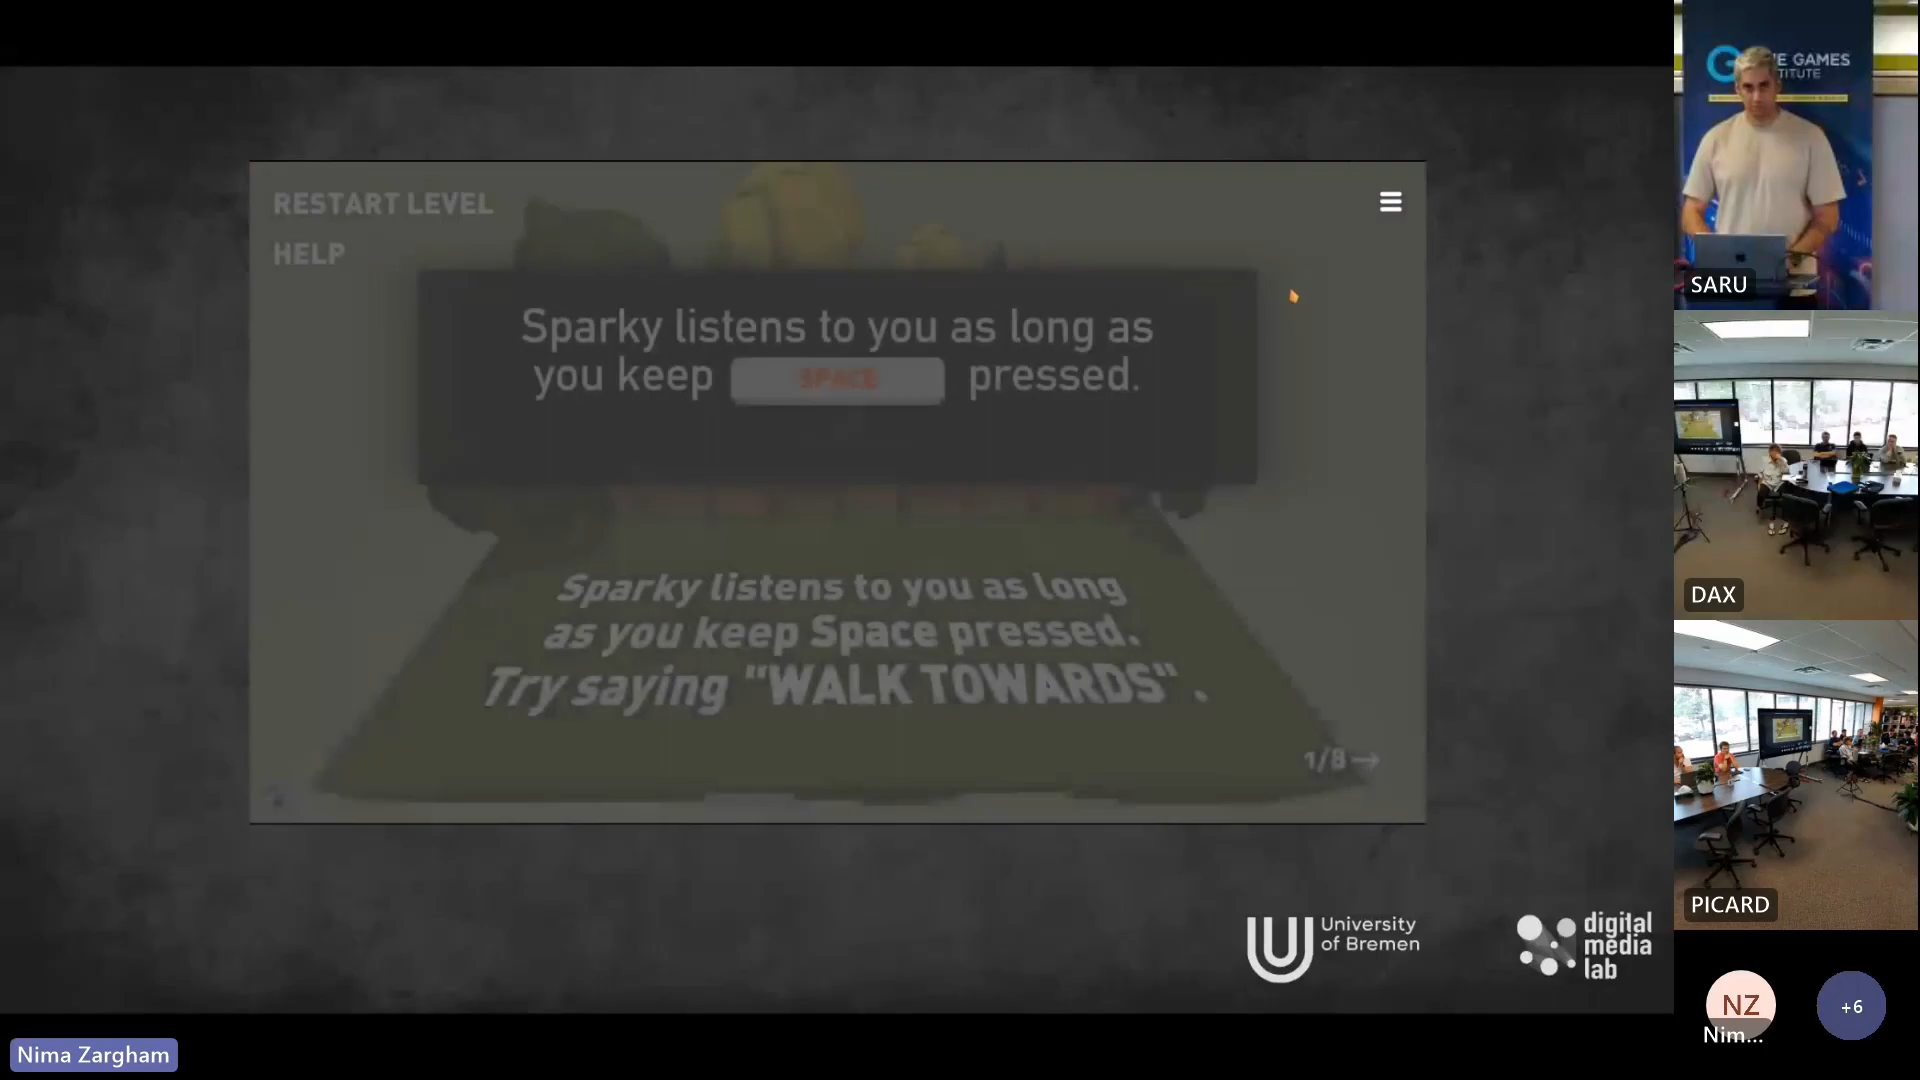 RESTART LEVEL
HELP
Sparky listens to you as long as
you keep SPACE pressed.
Sparky listens to you as long
as you keep Space pressed.
Try saying "WALK TOWARDS" .
1/8→
University
of Bremen
digital
media
lab
Nima Zargham
GAMES
SARU
DAX
PICARD
NZ
Nim...
+6